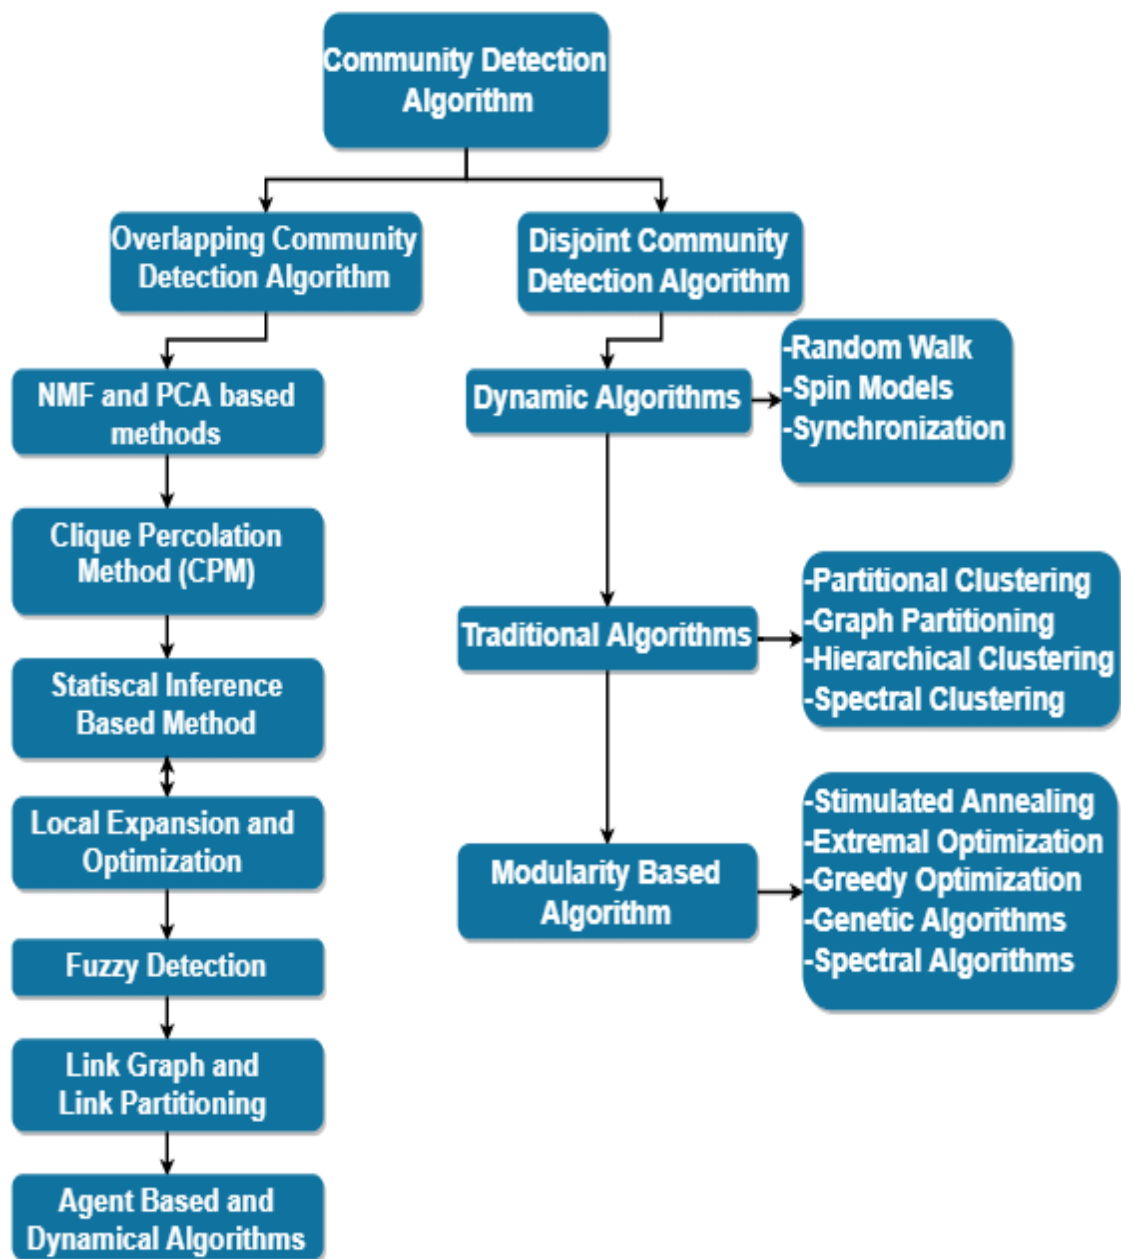 Community Detection
Algorithm
Overlapping Community
Detection Algorithm
Disjoint Community
Detection Algorithm
NMF and PCA based
methods
Clique Percolation
Method (CPM)
Statiscal Inference
Based Method
Local Expansion and
Optimization
Fuzzy Detection
Link Graph and
Link Partitioning
Agent Based and
Dynamical Algorithms
Dynamic Algorithms
-Random Walk
-Spin Models
-Synchronization
Traditional Algorithms
-Partitional Clustering
-Graph Partitioning
-Hierarchical Clustering
-Spectral Clustering
Modularity Based
Algorithm
-Stimulated Annealing
-Extremal Optimization
-Greedy Optimization
-Genetic Algorithms
-Spectral Algorithms